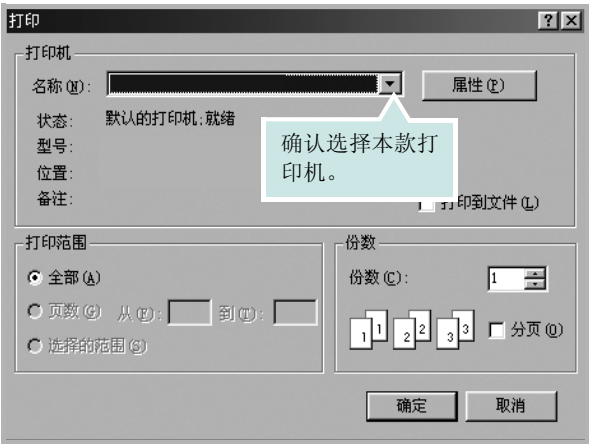 打印
打印机
名称(N):
属性(P)
状态: 默认的打印机;就绪
型号:
位置:
备注:
确认选择本款打
印机。
打印到文件(L)
打印范围
全部(A)
页数(G) 从(F): 到(T):
选择的范围(S)
份数
份数(C): 1
1 1 2 2 3 3
分页(O)
确定 取消